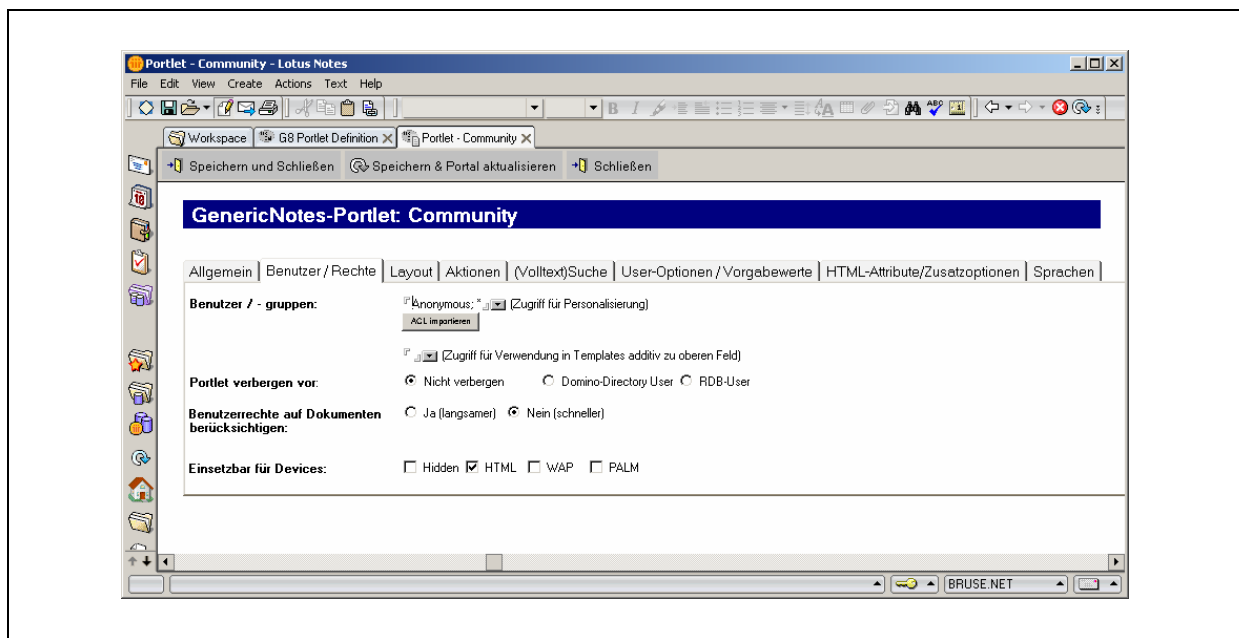 Portlet - Community - Lotus Notes
File Edit View Create Actions Text Help
Workspace G8 Portlet Definition Portlet - Community
Speichern und Schließen Speichern & Portal aktualisieren Schließen
GenericNotes-Portlet: Community
Allgemein Benutzer / Rechte Layout Aktionen (Volltext)Suche User-Optionen / Vorgabewerte HTML-Attribute/Zusatzoptionen Sprachen
Benutzer / - gruppen: Anonymous; * (Zugriff für Personalisierung)
ACL importieren
(Zugriff für Verwendung in Templates additiv zu oberen Feld)
Portlet verbergen vor: Nicht verbergen Domino-Directory User RDB-User
Benutzerrechte auf Dokumenten Ja (langsamer) Nein (schneller)
berücksichtigen:
Einsetzbar für Devices: Hidden HTML WAP PALM
BRUSE.NET